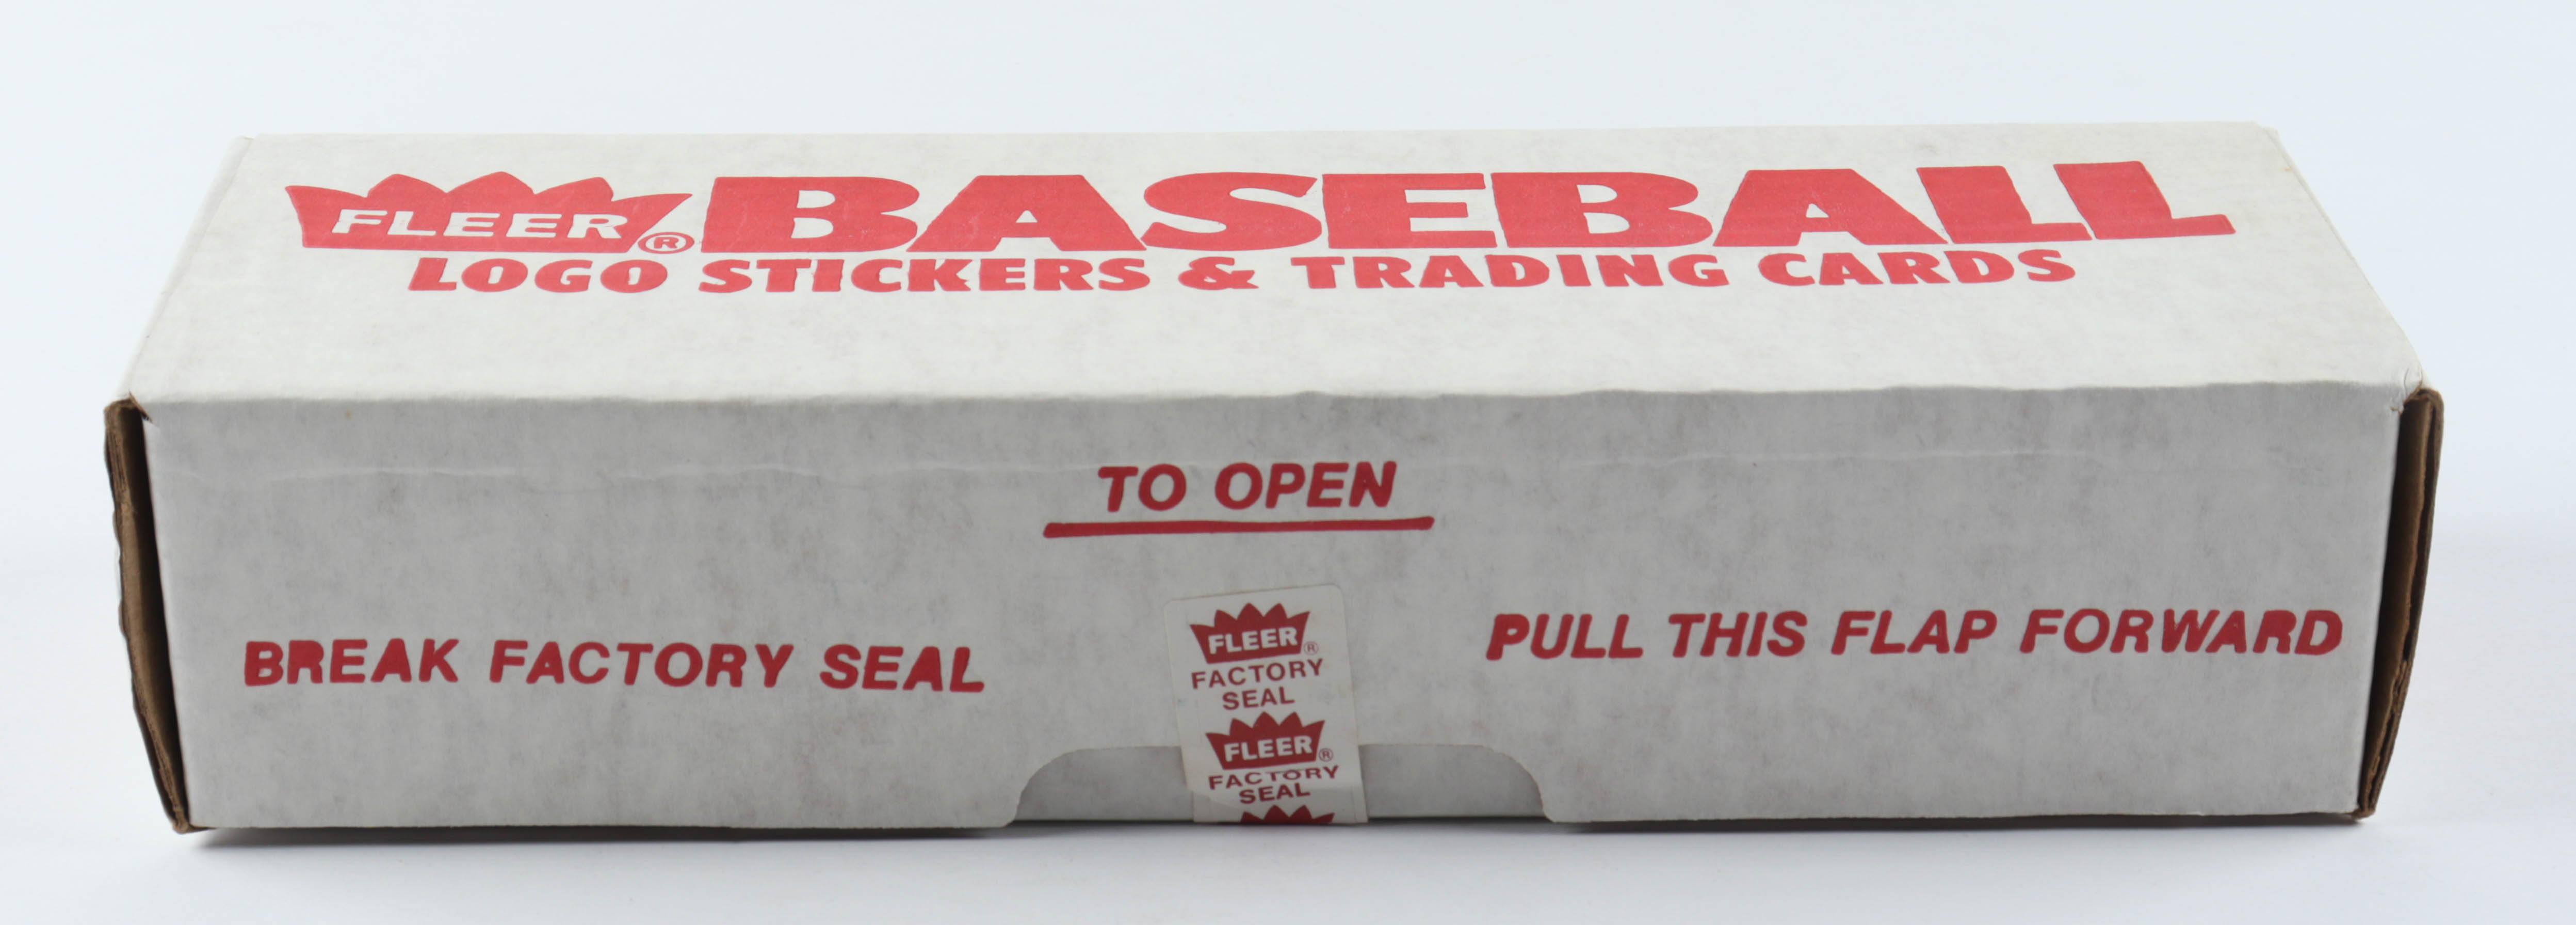 FLEER® BASEBALL
LOGO STICKERS & TRADING CARDS
TO OPEN
BREAK FACTORY SEAL
PULL THIS FLAP FORWARD
FLEER®
FACTORY
SEAL
FLEER®
FACTORY
SEAL